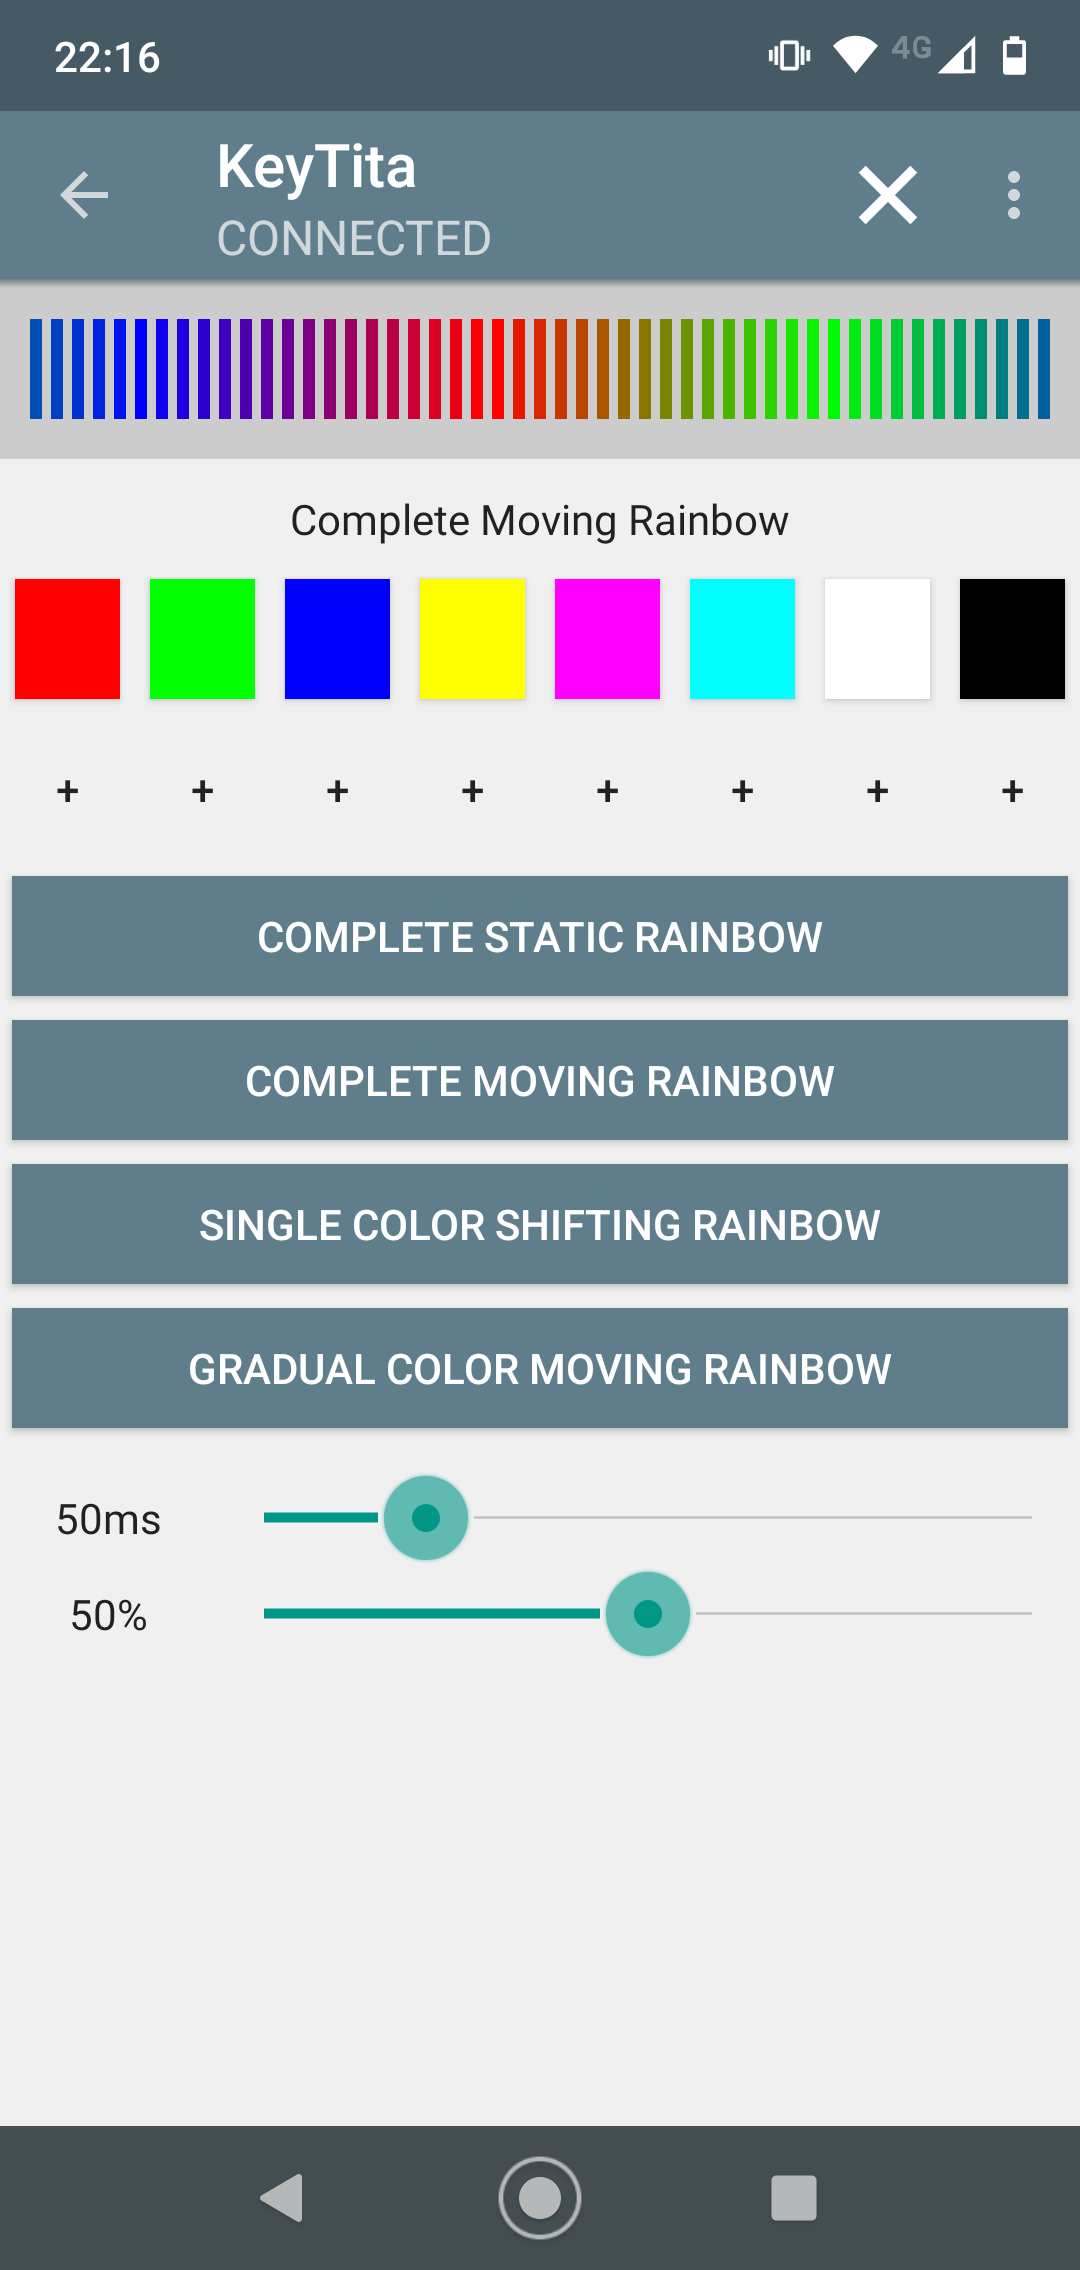 22:16
4G
KeyTita
CONNECTED
Complete Moving Rainbow
+ + + + + + + +
COMPLETE STATIC RAINBOW
COMPLETE MOVING RAINBOW
SINGLE COLOR SHIFTING RAINBOW
GRADUAL COLOR MOVING RAINBOW
50ms
50%